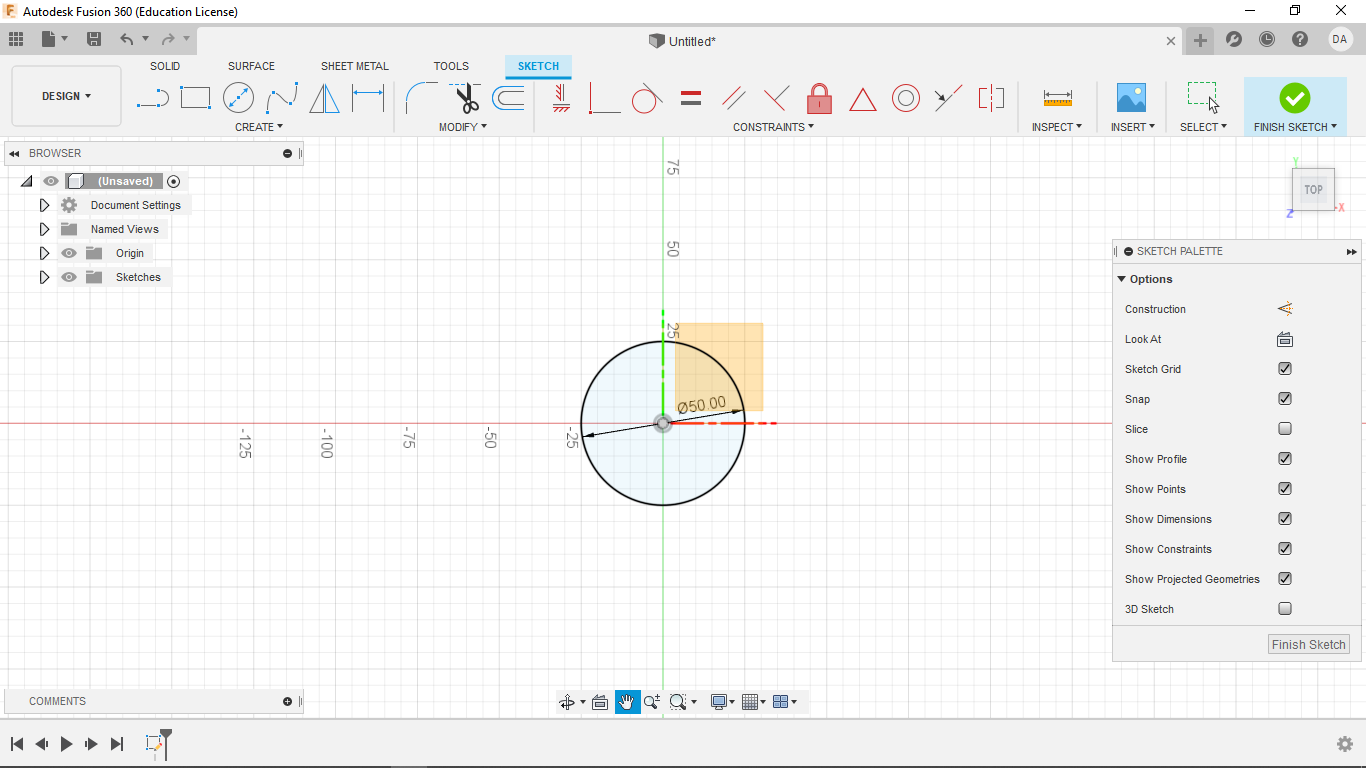 Autodesk Fusion 360 (Education License)
Untitled*
DA
DESIGN
SOLID
SURFACE
SHEET METAL
TOOLS
SKETCH
CREATE
MODIFY
CONSTRAINTS
INSPECT
INSERT
SELECT
FINISH SKETCH
BROWSER
(Unsaved)
Document Settings
Named Views
Origin
Sketches
75
50
25
-125
-100
-75
-50
-25
Ø50.00
Y
TOP
Z
X
SKETCH PALETTE
Options
Construction
Look At
Sketch Grid
Snap
Slice
Show Profile
Show Points
Show Dimensions
Show Constraints
Show Projected Geometries
3D Sketch
Finish Sketch
COMMENTS